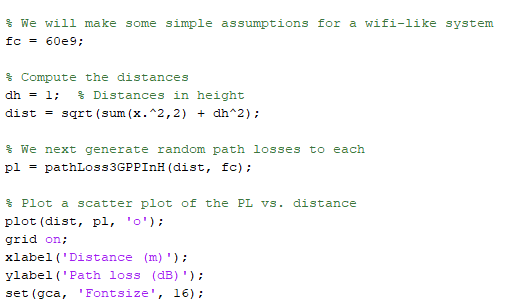 % We will make some simple assumptions for a wifi-like system
fc = 60e9;
% Compute the distances
dh = 1;  % Distances in height
dist = sqrt(sum(x.^2,2) + dh^2);
% We next generate random path losses to each
pl = pathLoss3GPPInH(dist, fc);
% Plot a scatter plot of the PL vs. distance
plot(dist, pl, 'o');
grid on;
xlabel('Distance (m)');
ylabel('Path loss (dB)');
set(gca, 'Fontsize', 16);